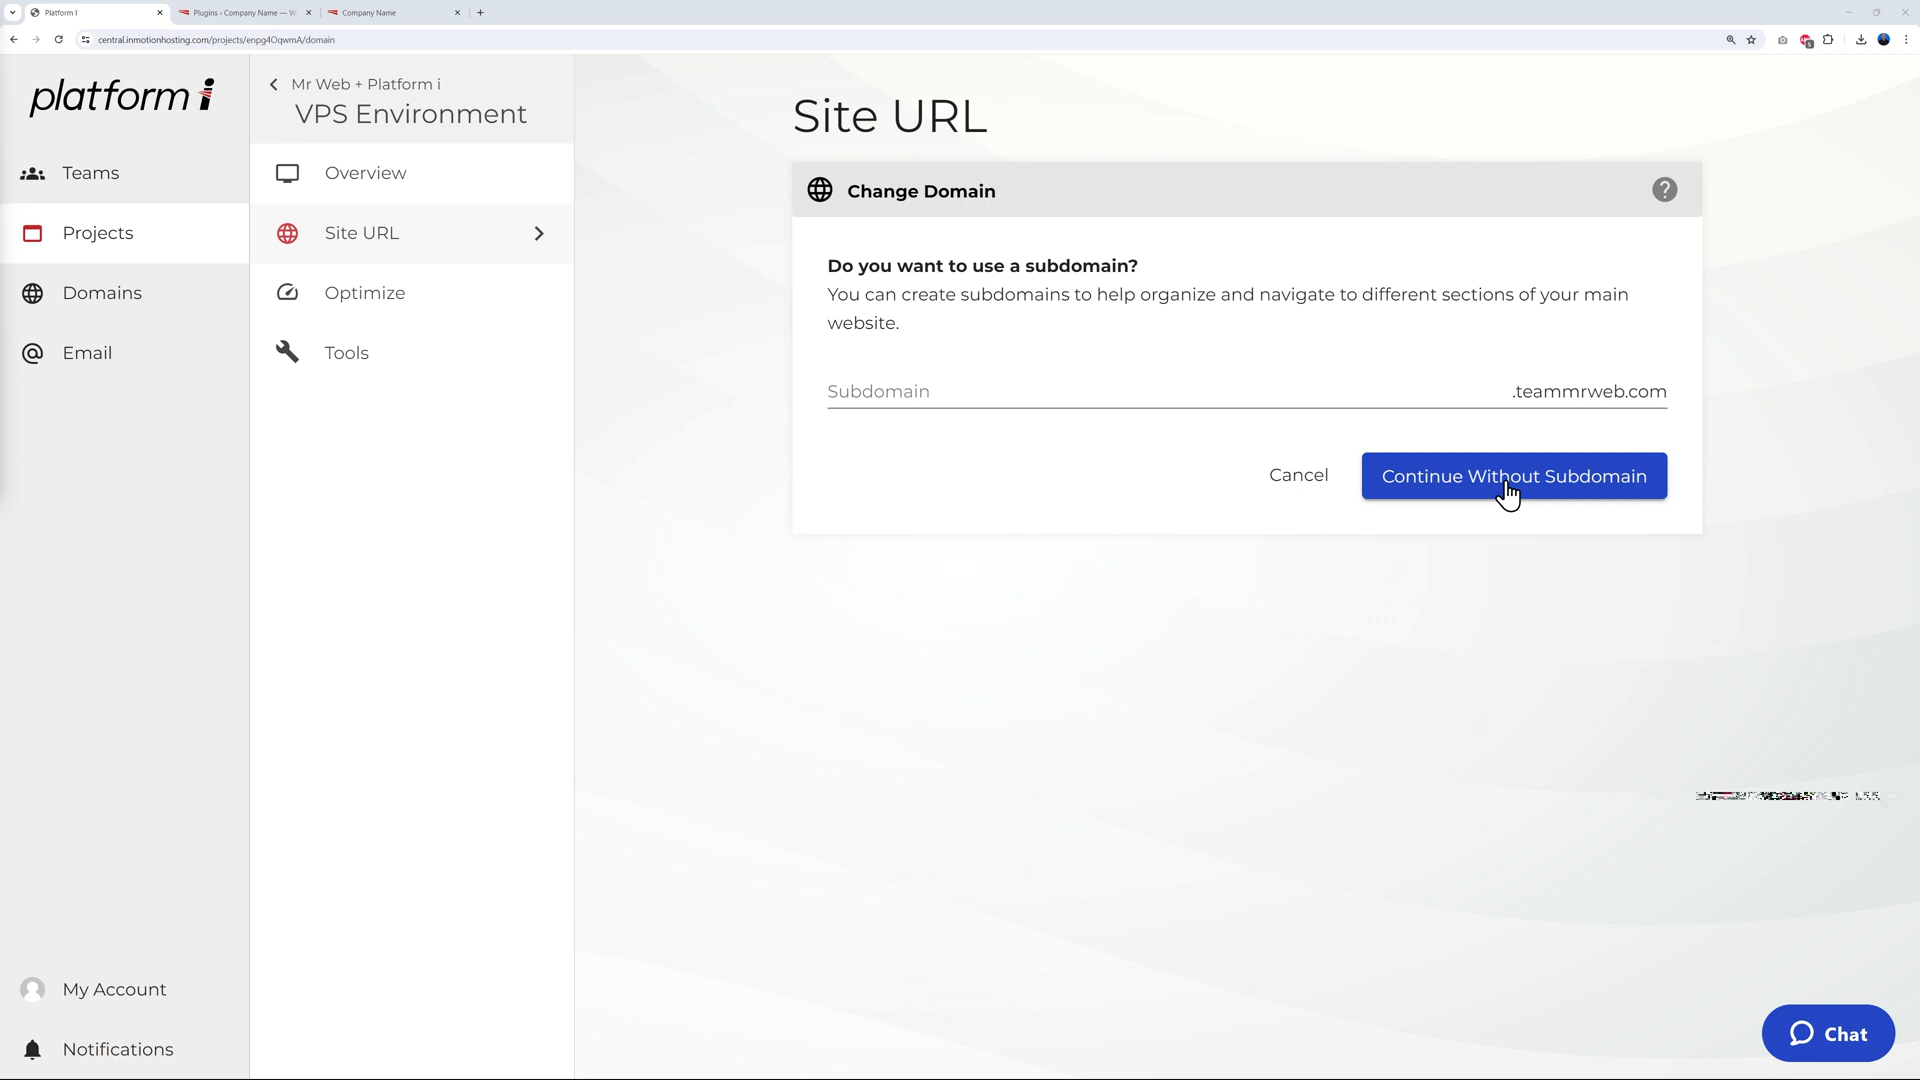 Platform i
Plugins ‹ Company Name — W
Company Name
central.inmotionhosting.com/projects/enpg4OqwmA/domain
platform i
Teams
Projects
Domains
Email
My Account
Notifications
Mr Web + Platform i
VPS Environment
Overview
Site URL
Optimize
Tools
Site URL
Change Domain
?
Do you want to use a subdomain?
You can create subdomains to help organize and navigate to different sections of your main
website.
Subdomain
.teammrweb.com
Cancel
Continue Without Subdomain
Chat